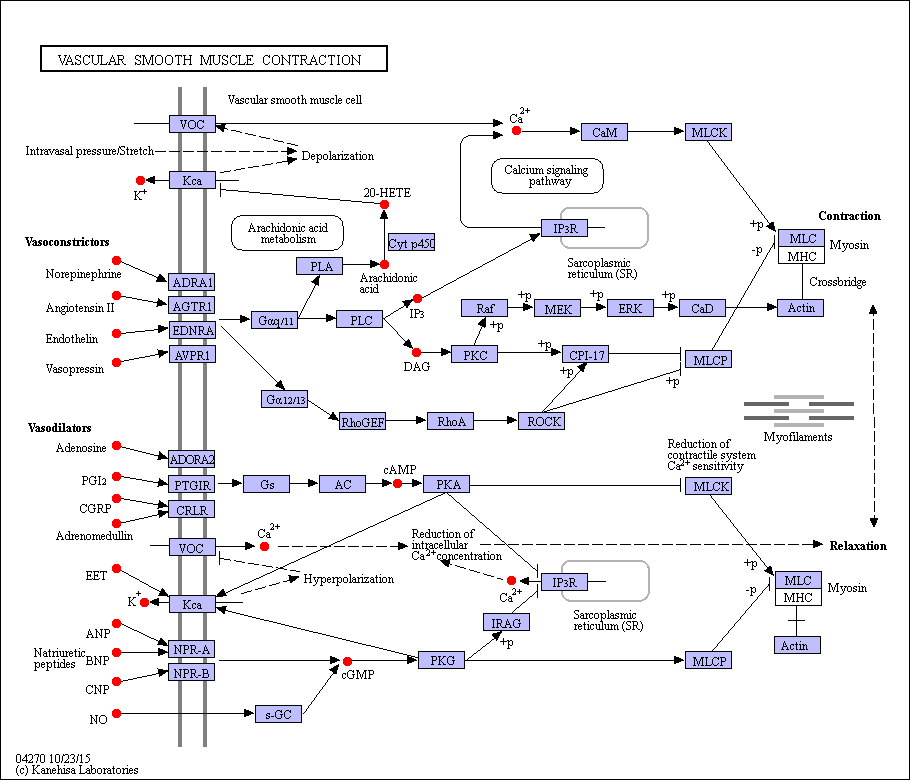 VASCULAR SMOOTH MUSCLE CONTRACTION
Vascular smooth muscle cell
VOC
Ca2+
CaM
MLCK
Intravasal pressure/Stretch
Depolarization
Kca
K+
20-HETE
Calcium signaling
pathway
Arachidonic acid
metabolism
Cyt p450
IP3R
Sarcoplasmic
reticulum (SR)
+p
-p
Contraction
MLC
MHC
Myosin
Crossbridge
Actin
Vasoconstrictors
Norepinephrine
Angiotensin II
Endothelin
Vasopressin
ADRA1
AGTR1
EDNRA
AVPR1
PLA
Arachidonic
acid
Gαq/11
PLC
IP3
DAG
Raf
+p
MEK
+p
ERK
+p
CaD
+p
PKC
+p
CPI-17
MLCP
+p
+p
Gα12/13
RhoGEF
RhoA
ROCK
Myofilaments
Vasodilators
Adenosine
PGI2
CGRP
Adrenomedullin
ADORA2
PTGIR
CRLR
Gs
AC
cAMP
PKA
Reduction of
contractile system
Ca2+ sensitivity
MLCK
VOC
Ca2+
Reduction of
intracellular
Ca2+concentration
Relaxation
EET
K+
Kca
Hyperpolarization
Ca2+
IP3R
Sarcoplasmic
reticulum (SR)
IRAG
+p
+p
-p
MLC
MHC
Myosin
Actin
Natriuretic
peptides
ANP
BNP
CNP
NO
NPR-A
NPR-B
s-GC
cGMP
PKG
MLCP
04270 10/23/15
(c) Kanehisa Laboratories